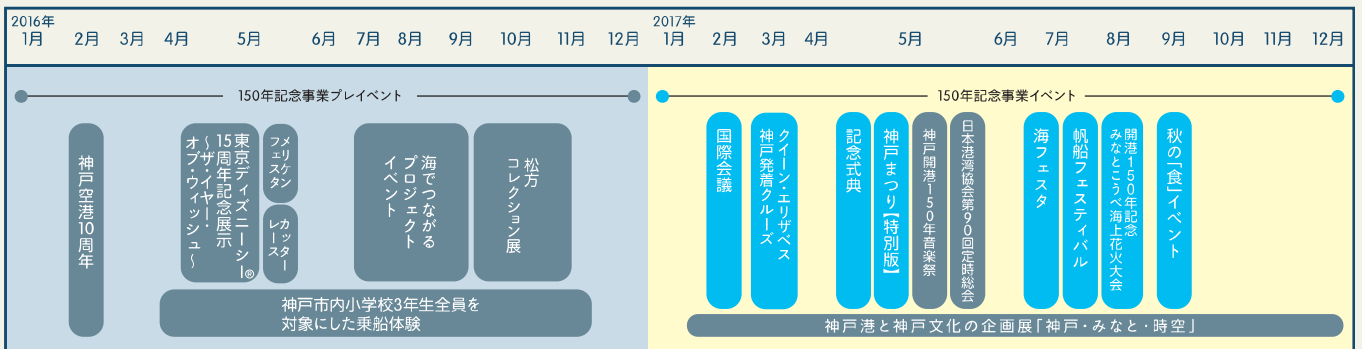 2016年
1月 2月 3月 4月 5月 6月 7月 8月 9月 10月 11月 12月
2017年
1月 2月 3月 4月 5月 6月 7月 8月 9月 10月 11月 12月
150年記念事業プレイベント
神戸空港10周年
東京ディズニーシー®
15周年記念展示
〜ザ・イヤー・
オブ・ウィッシュ〜
メリケン
フェスタ
カッター
レース
海でつながる
プロジェクト
イベント
松方
コレクション展
神戸市内小学校3年生全員を
対象にした乗船体験
150年記念事業イベント
国際会議
クイーン・エリザベス
神戸発着クルーズ
記念式典
神戸まつり【特別版】
神戸開港150年音楽祭
日本港湾協会第90回定時総会
海フェスタ
帆船フェスティバル
開港150年記念
みなとこうべ海上花火大会
秋の「食」イベント
神戸港と神戸文化の企画展「神戸・みなと・時空」